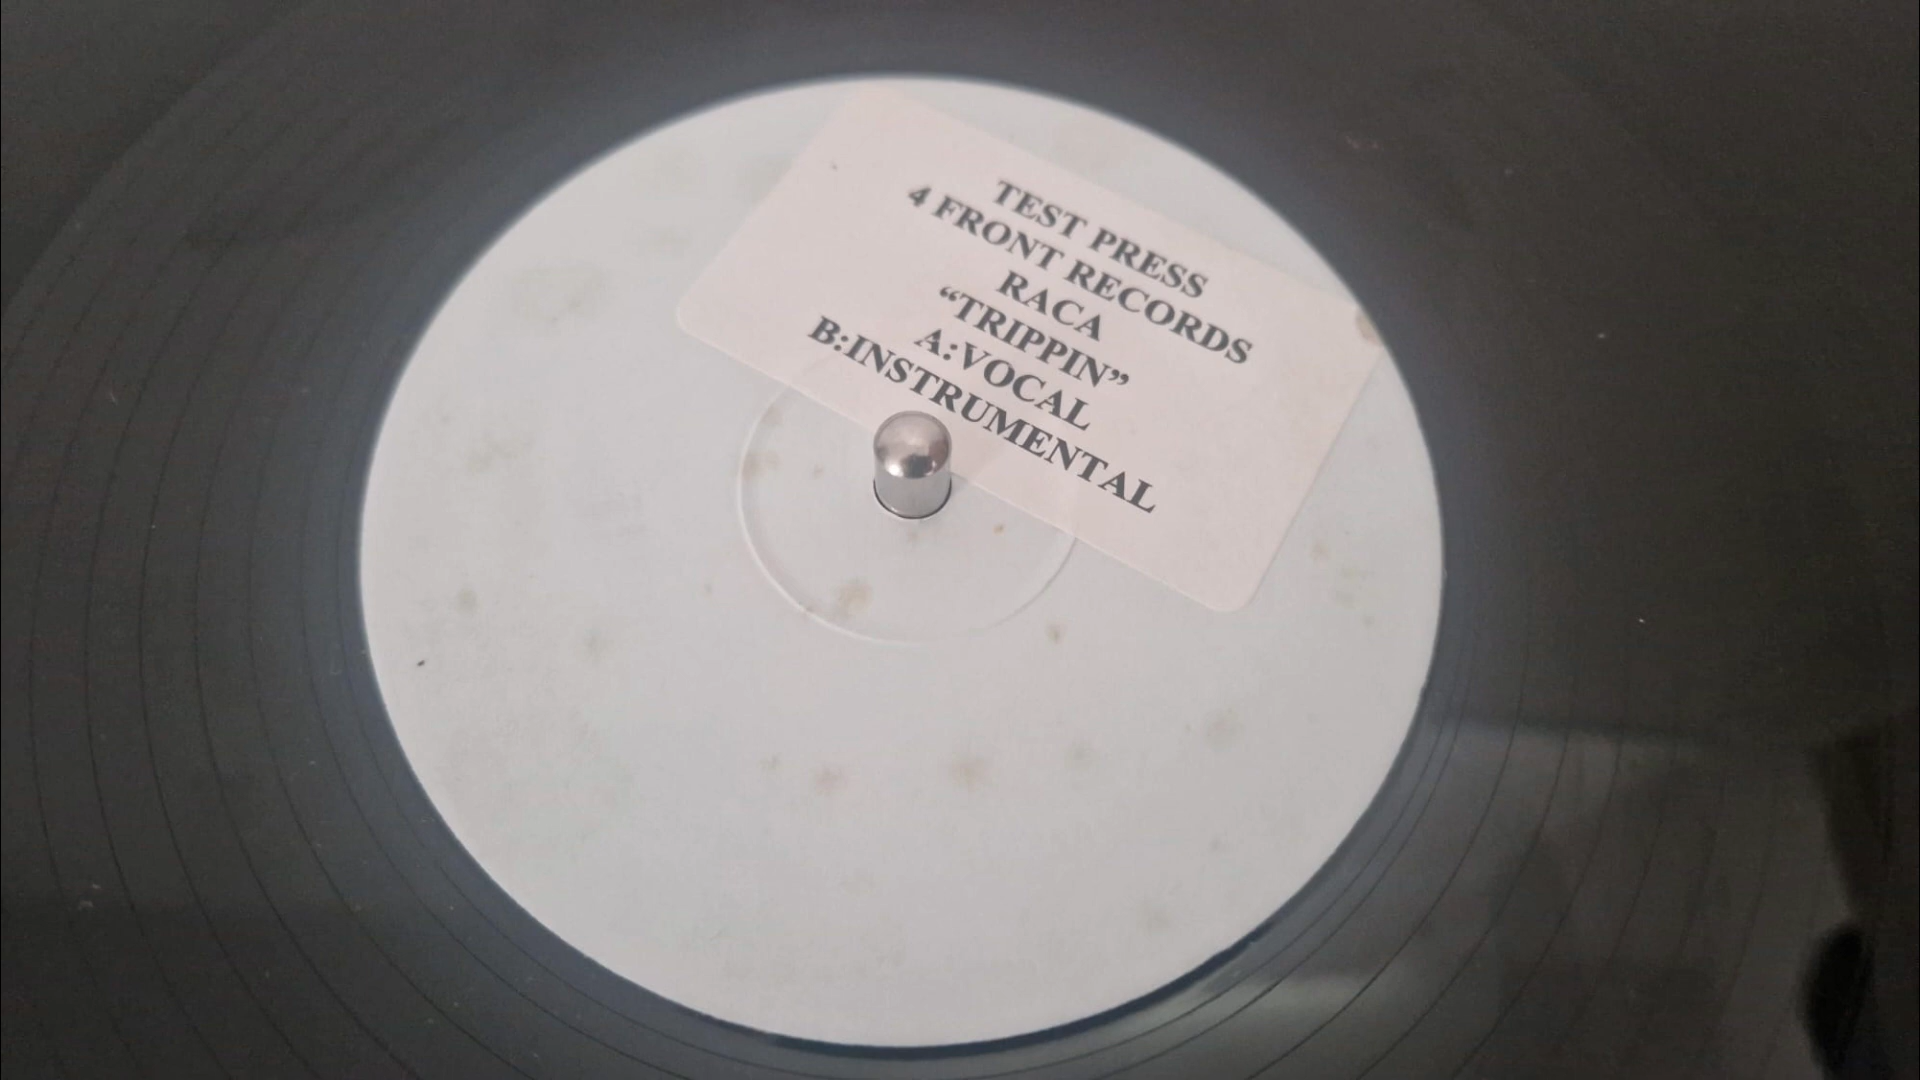 TEST PRESS
4 FRONT RECORDS
RACA
“TRIPPIN”
A:VOCAL
B:INSTRUMENTAL